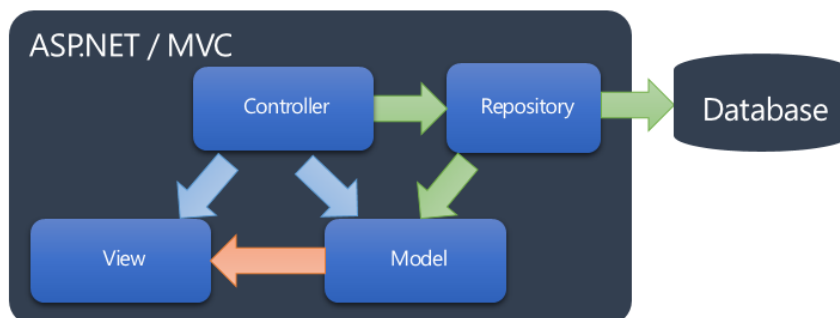 ASP.NET / MVC
Controller
Repository
Database
View
Model